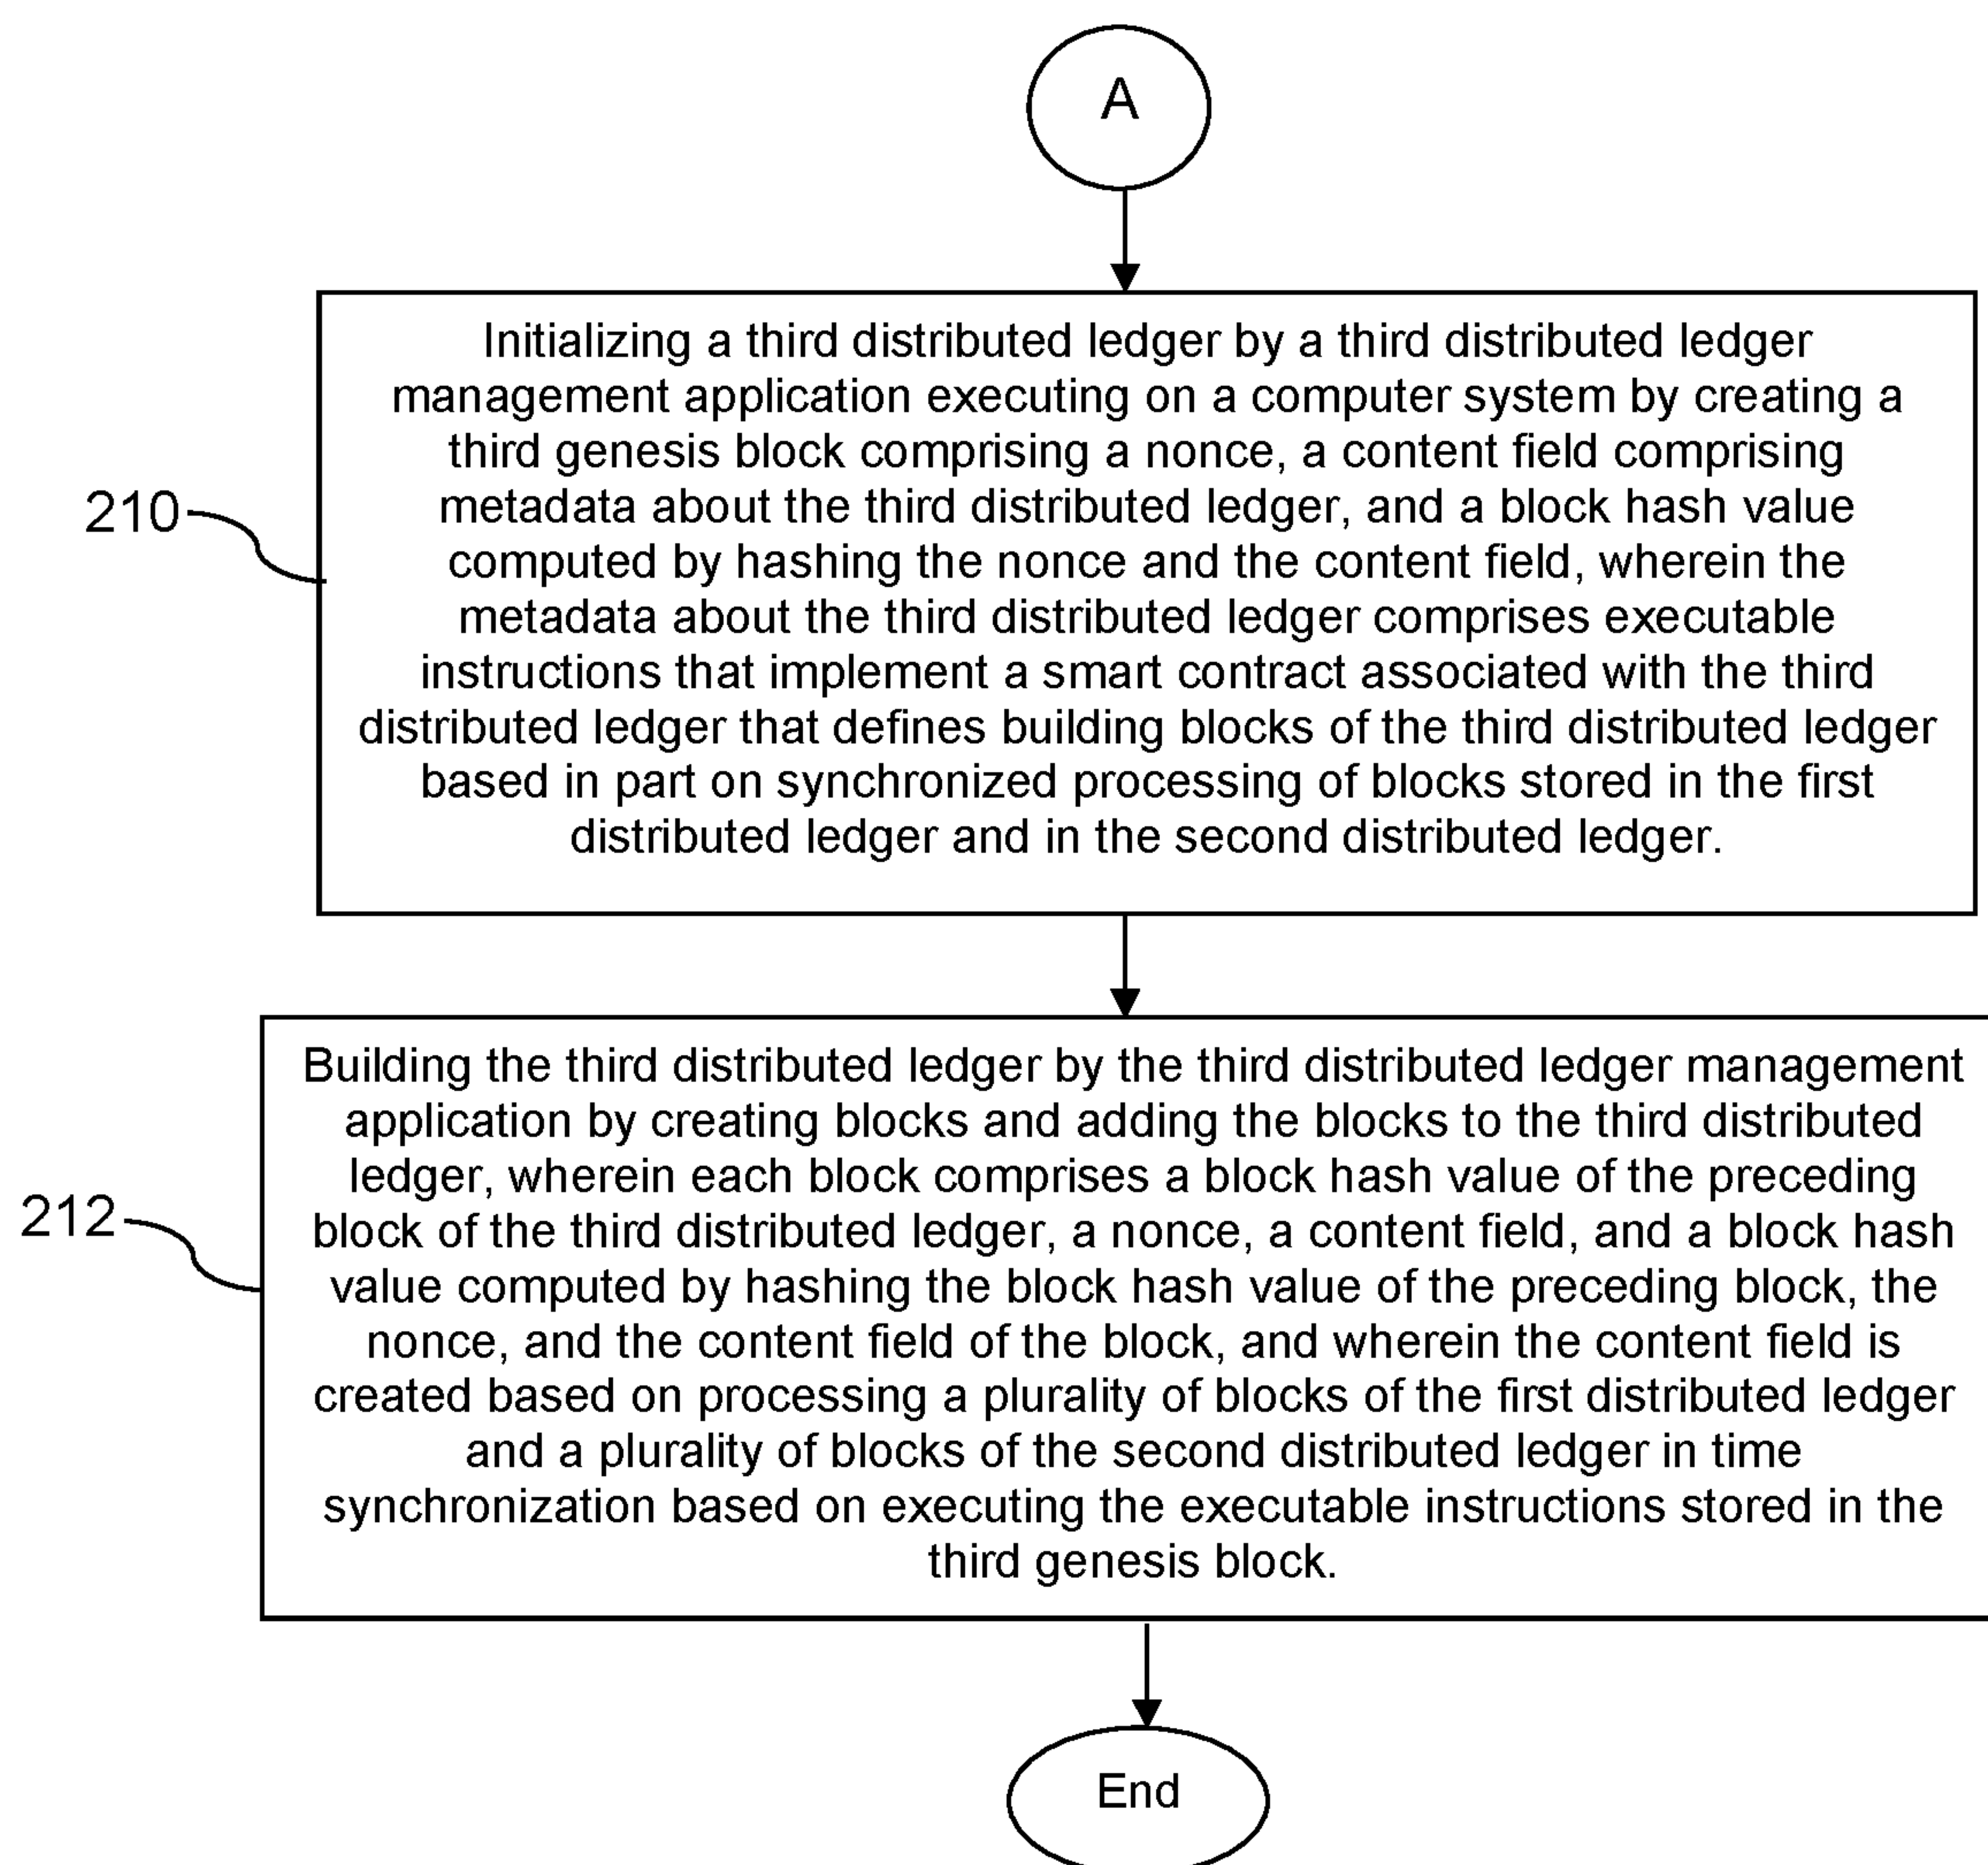 A
Initializing a third distributed ledger by a third distributed ledger
management application executing on a computer system by creating a
third genesis block comprising a nonce, a content field comprising
metadata about the third distributed ledger, and a block hash value
computed by hashing the nonce and the content field, wherein the
metadata about the third distributed ledger comprises executable
instructions that implement a smart contract associated with the third
distributed ledger that defines building blocks of the third distributed ledger
based in part on synchronized processing of blocks stored in the first
distributed ledger and in the second distributed ledger.
210
Building the third distributed ledger by the third distributed ledger management
application by creating blocks and adding the blocks to the third distributed
ledger, wherein each block comprises a block hash value of the preceding
block of the third distributed ledger, a nonce, a content field, and a block hash
value computed by hashing the block hash value of the preceding block, the
nonce, and the content field of the block, and wherein the content field is
created based on processing a plurality of blocks of the first distributed ledger
and a plurality of blocks of the second distributed ledger in time
synchronization based on executing the executable instructions stored in the
third genesis block.
212
End